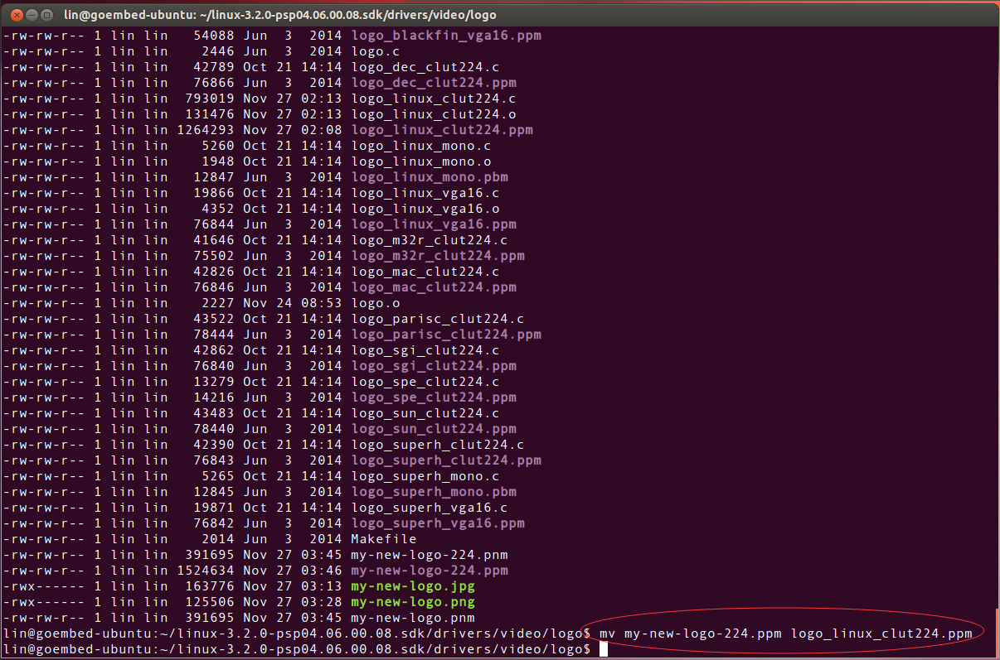 lin@goembed-ubuntu: ~/linux-3.2.0-psp04.06.00.08.sdk/drivers/video/logo
-rw-rw-r-- 1 lin lin   54088 Jun  3  2014 logo_blackfin_vga16.ppm
-rw-rw-r-- 1 lin lin    2446 Jun  3  2014 logo.c
-rw-rw-r-- 1 lin lin   42789 Oct 21 14:14 logo_dec_clut224.c
-rw-rw-r-- 1 lin lin   76866 Jun  3  2014 logo_dec_clut224.ppm
-rw-rw-r-- 1 lin lin  793019 Nov 27 02:13 logo_linux_clut224.c
-rw-rw-r-- 1 lin lin  131476 Nov 27 02:13 logo_linux_clut224.o
-rw-rw-r-- 1 lin lin 1264293 Nov 27 02:08 logo_linux_clut224.ppm
-rw-rw-r-- 1 lin lin    5260 Oct 21 14:14 logo_linux_mono.c
-rw-rw-r-- 1 lin lin    1948 Oct 21 14:14 logo_linux_mono.o
-rw-rw-r-- 1 lin lin   12847 Jun  3  2014 logo_linux_mono.pbm
-rw-rw-r-- 1 lin lin   19866 Oct 21 14:14 logo_linux_vga16.c
-rw-rw-r-- 1 lin lin    4352 Oct 21 14:14 logo_linux_vga16.o
-rw-rw-r-- 1 lin lin   76844 Jun  3  2014 logo_linux_vga16.ppm
-rw-rw-r-- 1 lin lin   41646 Oct 21 14:14 logo_m32r_clut224.c
-rw-rw-r-- 1 lin lin   75502 Jun  3  2014 logo_m32r_clut224.ppm
-rw-rw-r-- 1 lin lin   42826 Oct 21 14:14 logo_mac_clut224.c
-rw-rw-r-- 1 lin lin   76846 Jun  3  2014 logo_mac_clut224.ppm
-rw-rw-r-- 1 lin lin    2227 Nov 24 08:53 logo.o
-rw-rw-r-- 1 lin lin   43522 Oct 21 14:14 logo_parisc_clut224.c
-rw-rw-r-- 1 lin lin   78444 Jun  3  2014 logo_parisc_clut224.ppm
-rw-rw-r-- 1 lin lin   42862 Oct 21 14:14 logo_sgi_clut224.c
-rw-rw-r-- 1 lin lin   76840 Jun  3  2014 logo_sgi_clut224.ppm
-rw-rw-r-- 1 lin lin   13279 Oct 21 14:14 logo_spe_clut224.c
-rw-rw-r-- 1 lin lin   14216 Jun  3  2014 logo_spe_clut224.ppm
-rw-rw-r-- 1 lin lin   43483 Oct 21 14:14 logo_sun_clut224.c
-rw-rw-r-- 1 lin lin   78440 Jun  3  2014 logo_sun_clut224.ppm
-rw-rw-r-- 1 lin lin   42390 Oct 21 14:14 logo_superh_clut224.c
-rw-rw-r-- 1 lin lin   76843 Jun  3  2014 logo_superh_clut224.ppm
-rw-rw-r-- 1 lin lin    5265 Oct 21 14:14 logo_superh_mono.c
-rw-rw-r-- 1 lin lin   12845 Jun  3  2014 logo_superh_mono.pbm
-rw-rw-r-- 1 lin lin   19871 Oct 21 14:14 logo_superh_vga16.c
-rw-rw-r-- 1 lin lin   76842 Jun  3  2014 logo_superh_vga16.ppm
-rw-rw-r-- 1 lin lin    2014 Jun  3  2014 Makefile
-rw-rw-r-- 1 lin lin  391695 Nov 27 03:45 my-new-logo-224.pnm
-rw-rw-r-- 1 lin lin 1524634 Nov 27 03:46 my-new-logo-224.ppm
-rwx------ 1 lin lin  163776 Nov 27 03:13 my-new-logo.jpg
-rwx------ 1 lin lin  125506 Nov 27 03:28 my-new-logo.png
-rw-rw-r-- 1 lin lin  391695 Nov 27 03:45 my-new-logo.pnm
lin@goembed-ubuntu:~/linux-3.2.0-psp04.06.00.08.sdk/drivers/video/logo$ mv my-new-logo-224.ppm logo_linux_clut224.ppm
lin@goembed-ubuntu:~/linux-3.2.0-psp04.06.00.08.sdk/drivers/video/logo$